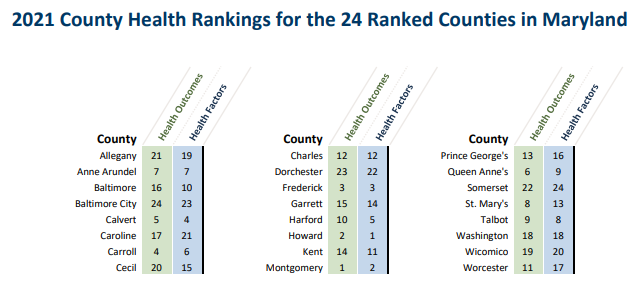 2021 County Health Rankings for the 24 Ranked Counties in Maryland
County Health Outcomes Health Factors
Allegany 21 19
Anne Arundel 7 7
Baltimore 16 10
Baltimore City 24 23
Calvert 5 4
Caroline 17 21
Carroll 4 6
Cecil 20 15
County Health Outcomes Health Factors
Charles 12 12
Dorchester 23 22
Frederick 3 3
Garrett 15 14
Harford 10 5
Howard 2 1
Kent 14 11
Montgomery 1 2
County Health Outcomes Health Factors
Prince George's 13 16
Queen Anne's 6 9
Somerset 22 24
St. Mary's 8 13
Talbot 9 8
Washington 18 18
Wicomico 19 20
Worcester 11 17